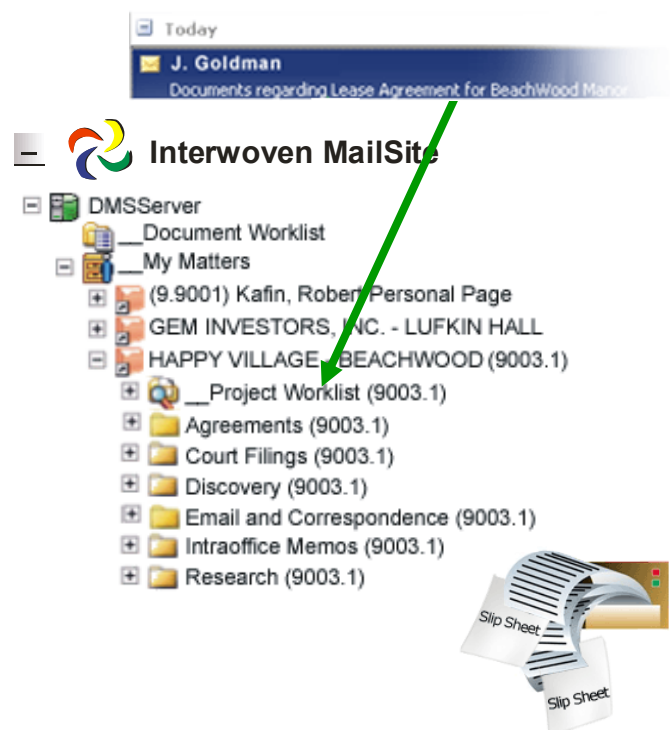 Today
J. Goldman
Documents regarding Lease Agreement for BeachWood Manor
Interwoven MailSite
DMSServer
__Document Worklist
__My Matters
(9.9001) Kafin, Robert Personal Page
GEM INVESTORS, INC. - LUFKIN HALL
HAPPY VILLAGE - BEACHWOOD (9003.1)
__Project Worklist (9003.1)
Agreements (9003.1)
Court Filings (9003.1)
Discovery (9003.1)
Email and Correspondence (9003.1)
Intraoffice Memos (9003.1)
Research (9003.1)
Slip Sheet
Slip Sheet